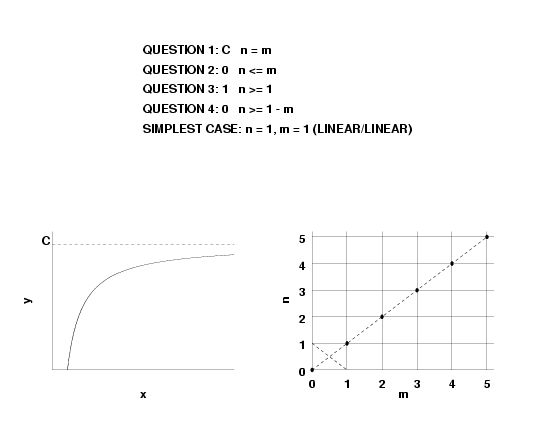 QUESTION 1: C n = m
QUESTION 2: 0 n <= m
QUESTION 3: 1 n >= 1
QUESTION 4: 0 n >= 1 - m
SIMPLEST CASE: n = 1, m = 1 (LINEAR/LINEAR)
C
y
x
5
4
3
2
1
0
n
0 1 2 3 4 5
m